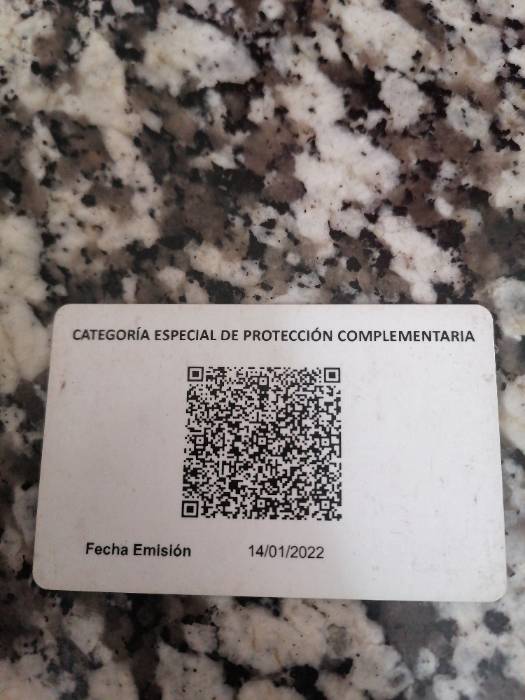 CATEGORÍA ESPECIAL DE PROTECCIÓN COMPLEMENTARIA
Fecha Emisión 14/01/2022